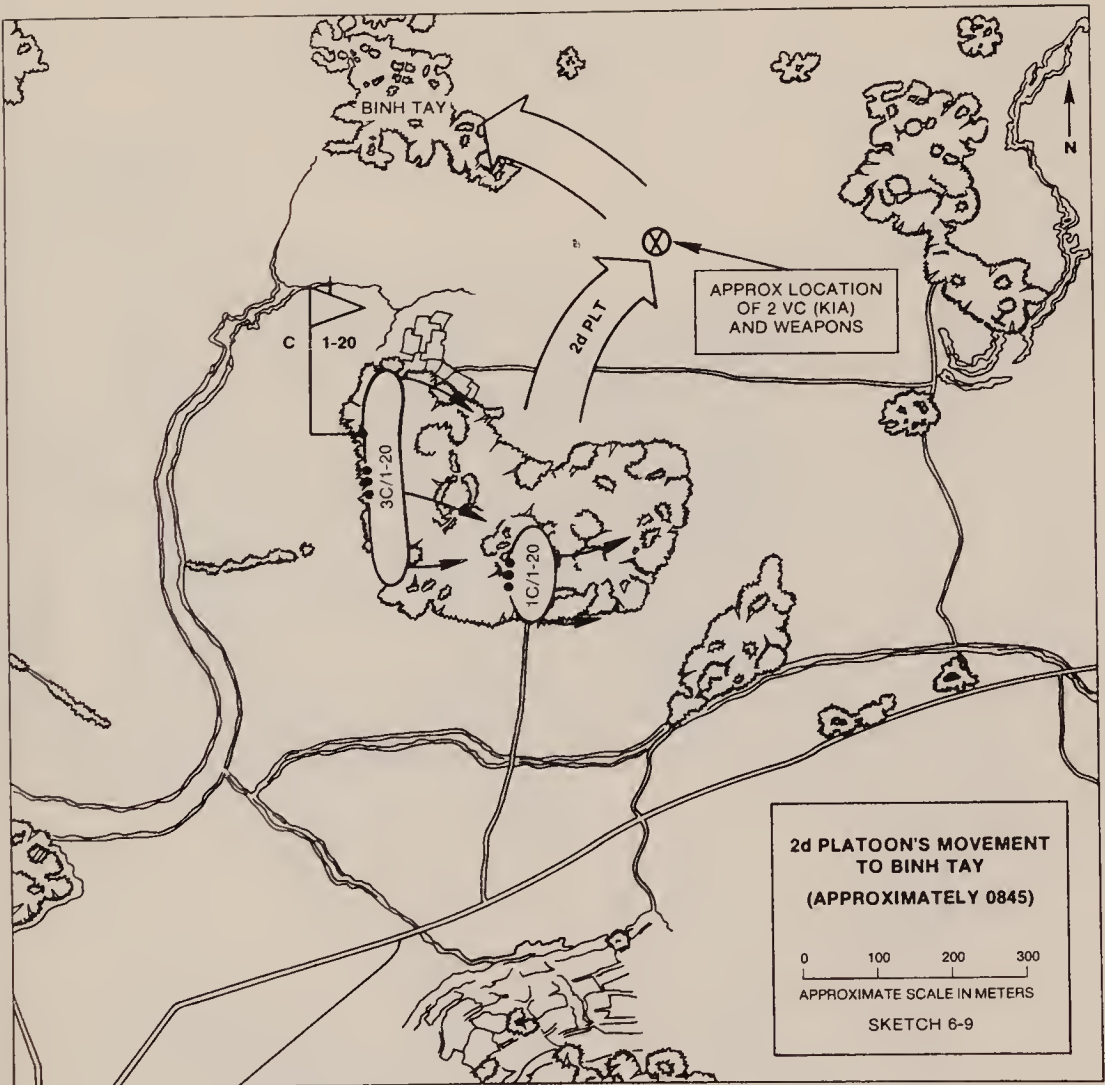 BINH TAY
N
APPROX LOCATION
OF 2 VC (KIA)
AND WEAPONS
2d PLT
C 1-20
3C/1-20
1C/1-20
2d PLATOON'S MOVEMENT
TO BINH TAY
(APPROXIMATELY 0845)
0 100 200 300
APPROXIMATE SCALE IN METERS
SKETCH 6-9